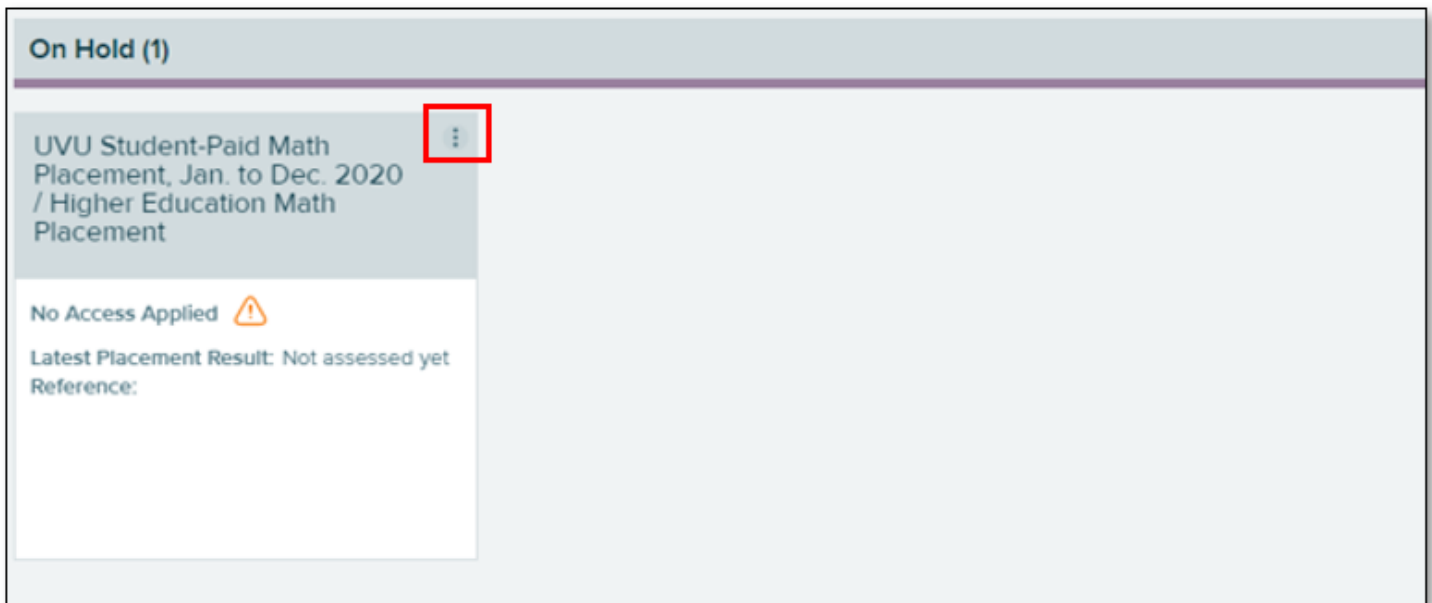 On Hold (1)
UVU Student-Paid Math
Placement, Jan. to Dec. 2020
/ Higher Education Math
Placement
No Access Applied
Latest Placement Result: Not assessed yet
Reference: